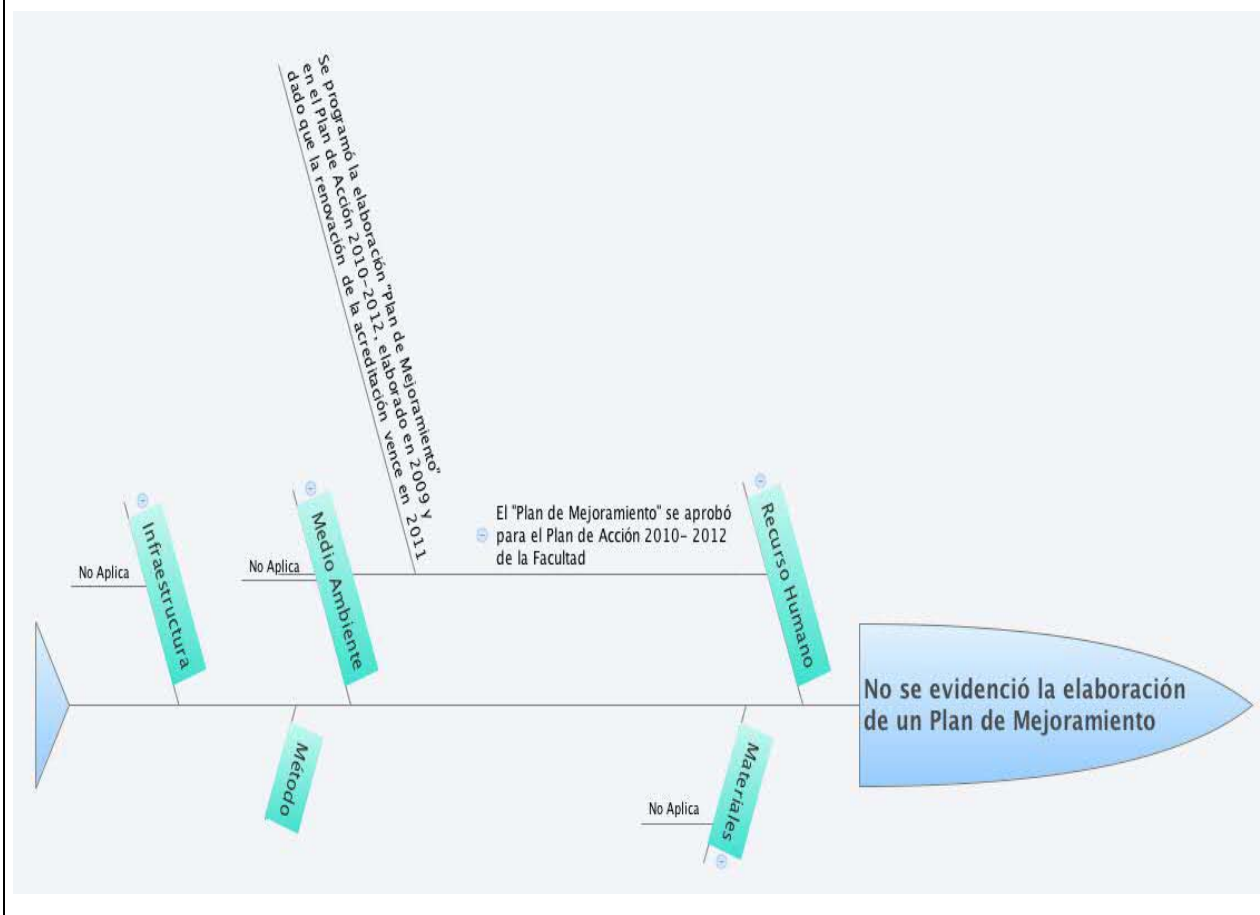 Se programó la elaboración "Plan de Mejoramiento"
en el Plan de Acción 2010-2012, elaborado en 2009 y
dado que la renovación de la acreditación vence en 2011
El "Plan de Mejoramiento" se aprobó
para el Plan de Acción 2010- 2012
de la Facultad
Infraestructura
No Aplica
Medio Ambiente
No Aplica
Recurso Humano
No se evidenció la elaboración
de un Plan de Mejoramiento
Método
Materiales
No Aplica